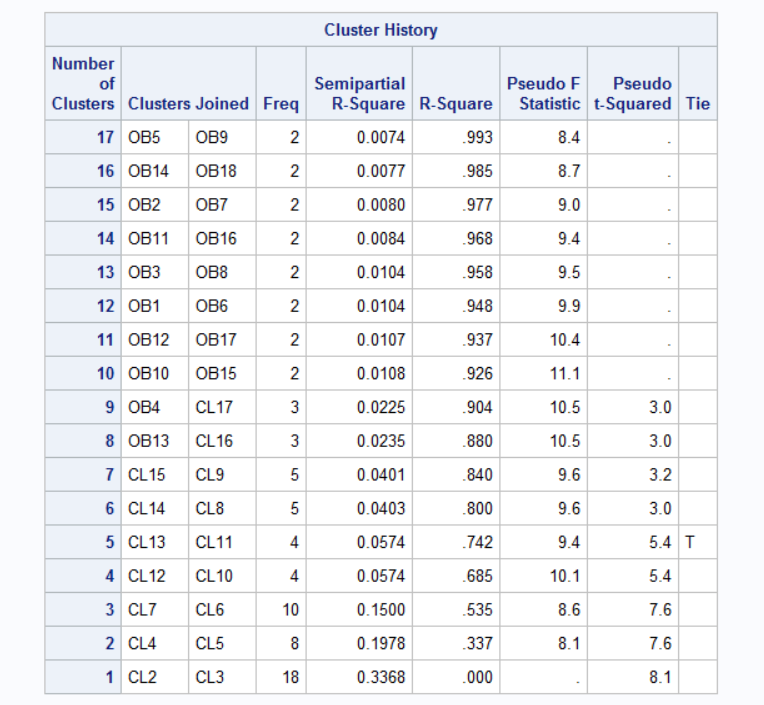 Cluster History
Number of Clusters Clusters Joined Freq Semipartial R-Square R-Square Pseudo F Statistic Pseudo t-Squared Tie
17 OB5 OB9 2 0.0074 .993 8.4 .
16 OB14 OB18 2 0.0077 .985 8.7 .
15 OB2 OB7 2 0.0080 .977 9.0 .
14 OB11 OB16 2 0.0084 .968 9.4 .
13 OB3 OB8 2 0.0104 .958 9.5 .
12 OB1 OB6 2 0.0104 .948 9.9 .
11 OB12 OB17 2 0.0107 .937 10.4 .
10 OB10 OB15 2 0.0108 .926 11.1 .
9 OB4 CL17 3 0.0225 .904 10.5 3.0
8 OB13 CL16 3 0.0235 .880 10.5 3.0
7 CL15 CL9 5 0.0401 .840 9.6 3.2
6 CL14 CL8 5 0.0403 .800 9.6 3.0
5 CL13 CL11 4 0.0574 .742 9.4 5.4 T
4 CL12 CL10 4 0.0574 .685 10.1 5.4
3 CL7 CL6 10 0.1500 .535 8.6 7.6
2 CL4 CL5 8 0.1978 .337 8.1 7.6
1 CL2 CL3 18 0.3368 .000 . 8.1